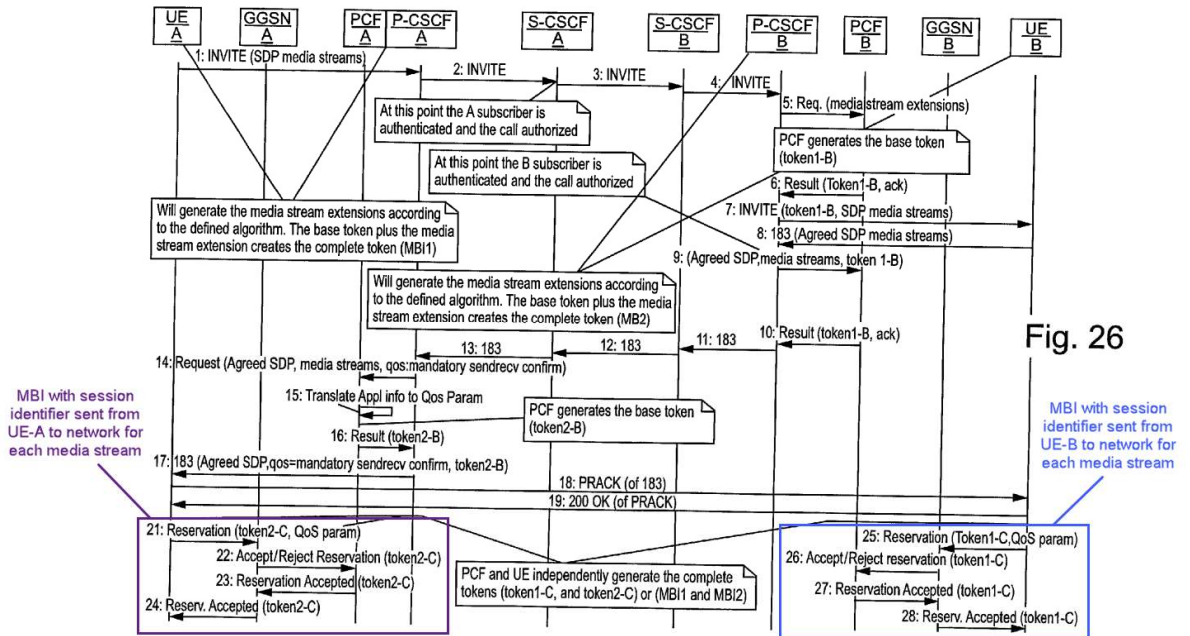 UE
A
GGSN
A
PCF
A
P-CSCF
A
S-CSCF
A
S-CSCF
B
P-CSCF
B
PCF
B
GGSN
B
UE
B
1: INVITE (SDP media streams)
2: INVITE
3: INVITE
4: INVITE
5: Req. (media stream extensions)
At this point the A subscriber is
authenticated and the call authorized
PCF generates the base token
(token1-B)
At this point the B subscriber is
authenticated and the call authorized
6: Result (Token1-B, ack)
7: INVITE (token1-B, SDP media streams)
Will generate the media stream extensions according
to the defined algorithm. The base token plus the media
stream extension creates the complete token (MBI1)
8: 183 (Agreed SDP media streams)
9: (Agreed SDP,media streams, token 1-B)
Will generate the media stream extensions according
to the defined algorithm. The base token plus the media
stream extension creates the complete token (MB2)
10: Result (token1-B, ack)
Fig. 26
11: 183
12: 183
13: 183
14: Request (Agreed SDP, media streams, qos:mandatory sendrecv confirm)
15: Translate Appl info to Qos Param
PCF generates the base token
(token2-B)
16: Result (token2-B)
MBI with session
identifier sent from
UE-A to network for
each media stream
MBI with session
identifier sent from
UE-B to network for
each media stream
17: 183 (Agreed SDP,qos=mandatory sendrecv confirm, token2-B)
18: PRACK (of 183)
19: 200 OK (of PRACK)
21: Reservation (token2-C, QoS param)
22: Accept/Reject Reservation (token2-C)
23: Reservation Accepted (token2-C)
24: Reserv. Accepted (token2-C)
PCF and UE independently generate the complete
tokens (token1-C, and token2-C) or (MBI1 and MBI2)
25: Reservation (Token1-C,QoS param)
26: Accept/Reject reservation (token1-C)
27: Reservation Accepted (token1-C)
28: Reserv. Accepted (token1-C)